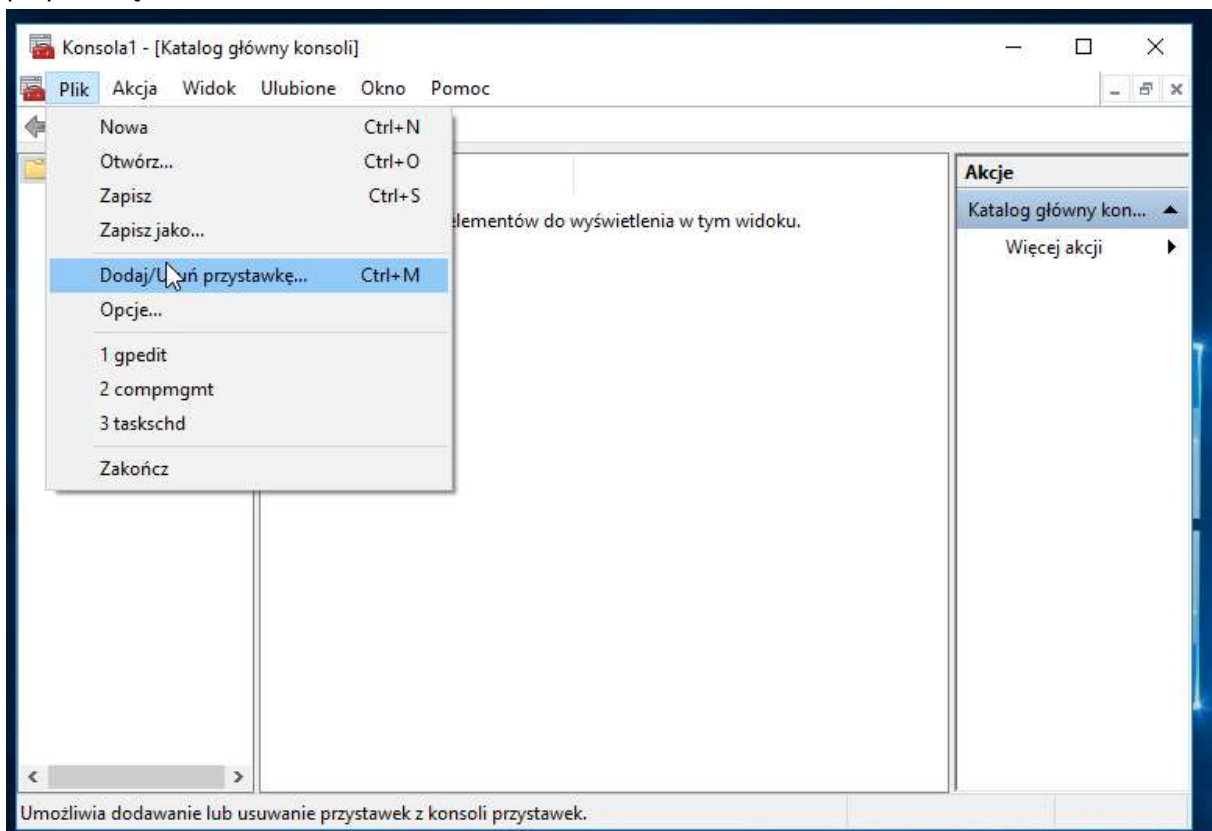 Konsola1 - [Katalog główny konsoli]
Plik Akcja Widok Ulubione Okno Pomoc
Nowa Ctrl+N
Otwórz... Ctrl+O
Zapisz Ctrl+S
Zapisz jako...
Dodaj/Usuń przystawkę... Ctrl+M
Opcje...
1 gpedit
2 compmgmt
3 taskschd
Zakończ
elementów do wyświetlenia w tym widoku.
Akcje
Katalog główny kon...
Więcej akcji
Umożliwia dodawanie lub usuwanie przystawek z konsoli przystawek.